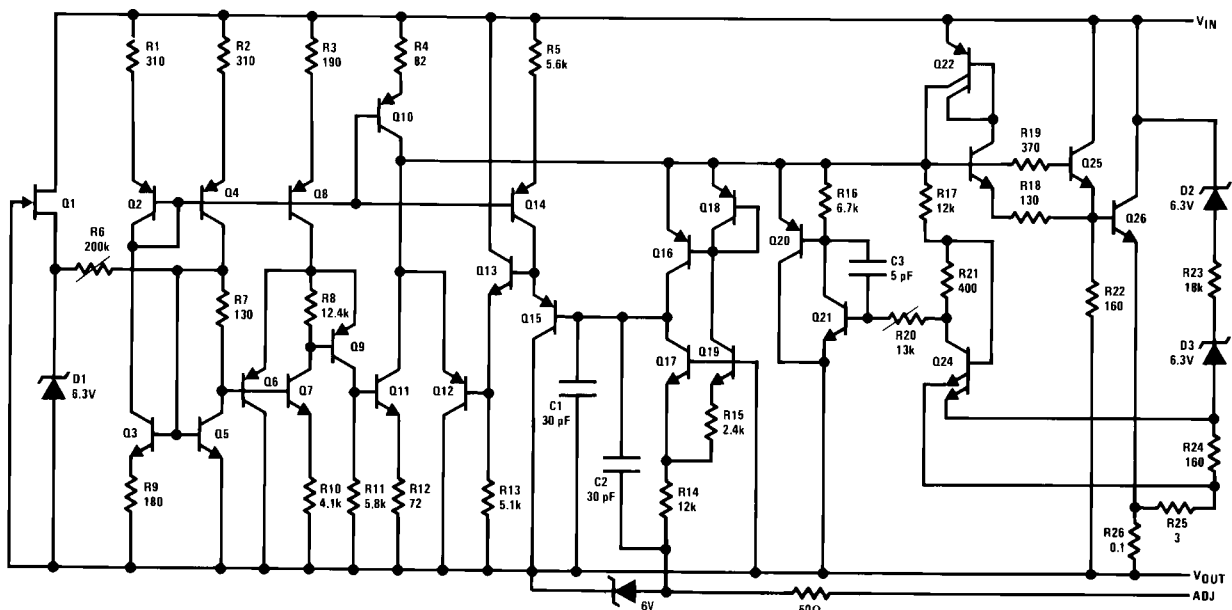 R1
310
R2
310
R3
190
R4
82
R5
5.6k
VIN
Q22
Q10
R19
370
Q25
R18
130
Q1
Q2
Q4
Q8
Q14
Q18
R16
6.7k
R17
12k
Q26
D2
6.3V
R6
200k
Q13
Q16
Q20
C3
5 pF
R21
400
R23
18k
R7
130
R8
12.4k
Q15
Q21
R20
13k
R22
160
D3
6.3V
D1
6.3V
Q9
Q17
Q19
Q24
Q6
Q7
Q11
Q12
C1
30 pF
R15
2.4k
Q3
Q5
R24
160
R9
180
R10
4.1k
R11
5.8k
R12
72
R13
5.1k
C2
30 pF
R14
12k
R26
0.1
R25
3
VOUT
6V
50Ω
ADJ